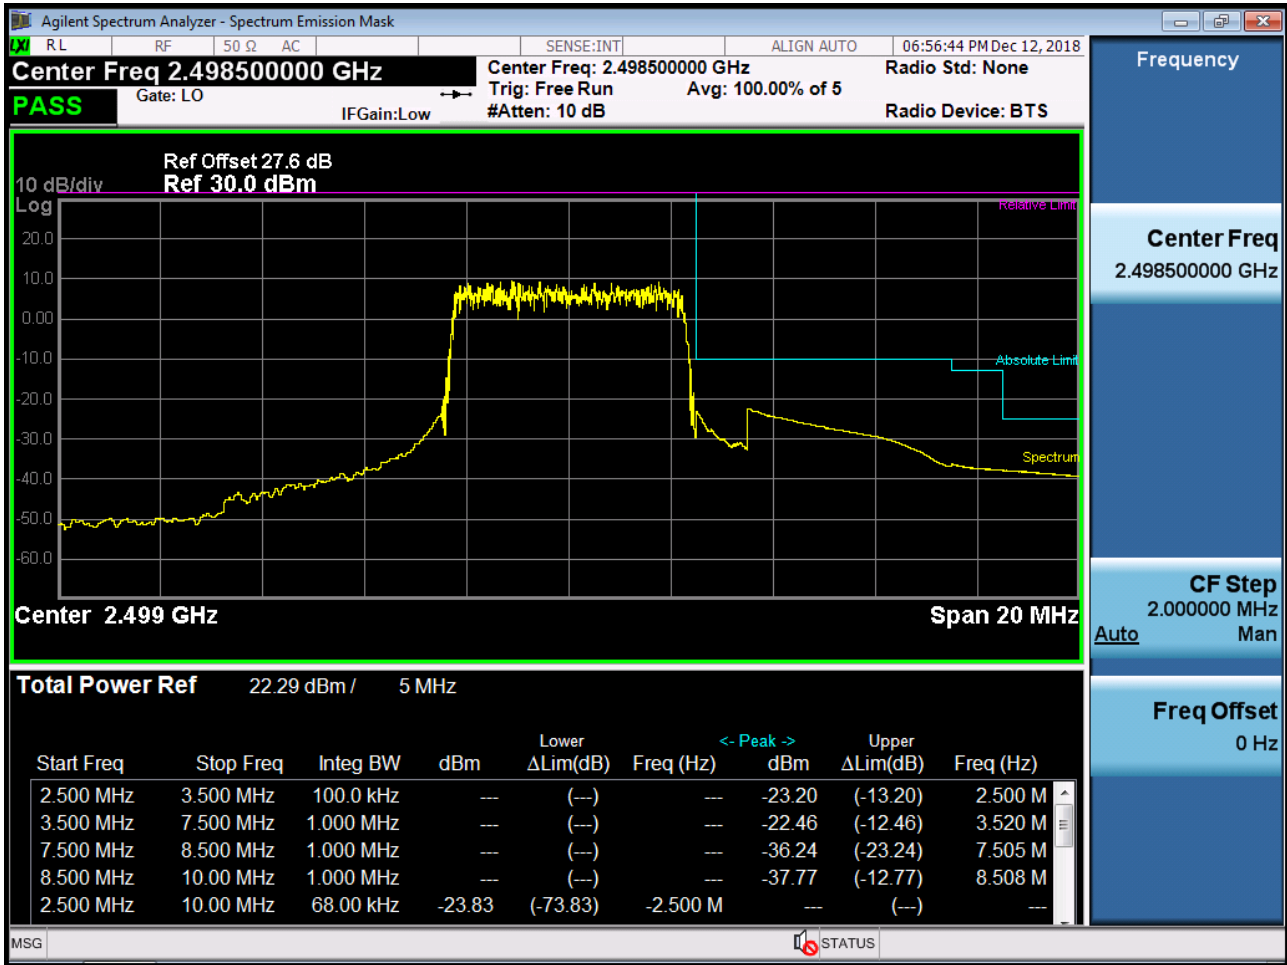 Agilent Spectrum Analyzer - Spectrum Emission Mask
LXI RL RF 50 Ω AC SENSE:INT ALIGN AUTO 06:56:44 PM Dec 12, 2018
Center Freq 2.498500000 GHz
Center Freq: 2.498500000 GHz Radio Std: None
PASS Gate: LO Trig: Free Run Avg: 100.00% of 5
IFGain:Low #Atten: 10 dB Radio Device: BTS
Ref Offset 27.6 dB
10 dB/div Ref 30.0 dBm
Log
Relative Limit
20.0
10.0
0.00
-10.0
Absolute Limit
-20.0
-30.0
Spectrum
-40.0
-50.0
-60.0
Center 2.499 GHz Span 20 MHz
Total Power Ref 22.29 dBm / 5 MHz
Lower <- Peak -> Upper
Start Freq Stop Freq Integ BW dBm ΔLim(dB) Freq (Hz) dBm ΔLim(dB) Freq (Hz)
2.500 MHz 3.500 MHz 100.0 kHz --- (---) --- -23.20 (-13.20) 2.500 M
3.500 MHz 7.500 MHz 1.000 MHz --- (---) --- -22.46 (-12.46) 3.520 M
7.500 MHz 8.500 MHz 1.000 MHz --- (---) --- -36.24 (-23.24) 7.505 M
8.500 MHz 10.00 MHz 1.000 MHz --- (---) --- -37.77 (-12.77) 8.508 M
2.500 MHz 10.00 MHz 68.00 kHz -23.83 (-73.83) -2.500 M --- (---) ---
MSG STATUS
Frequency
Center Freq
2.498500000 GHz
CF Step
2.000000 MHz
Auto Man
Freq Offset
0 Hz